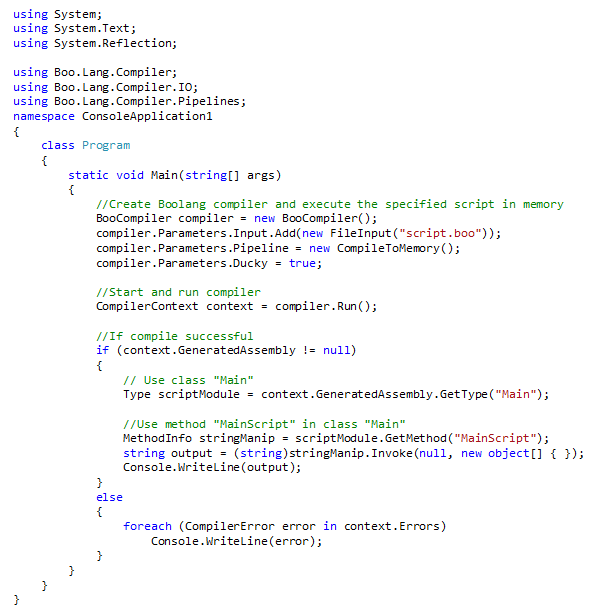 using System;
using System.Text;
using System.Reflection;

using Boo.Lang.Compiler;
using Boo.Lang.Compiler.IO;
using Boo.Lang.Compiler.Pipelines;
namespace ConsoleApplication1
{
    class Program
    {
        static void Main(string[] args)
        {
            //Create Boolang compiler and execute the specified script in memory
            BooCompiler compiler = new BooCompiler();
            compiler.Parameters.Input.Add(new FileInput("script.boo"));
            compiler.Parameters.Pipeline = new CompileToMemory();
            compiler.Parameters.Ducky = true;

            //Start and run compiler
            CompilerContext context = compiler.Run();

            //If compile successful
            if (context.GeneratedAssembly != null)
            {
                // Use class "Main"
                Type scriptModule = context.GeneratedAssembly.GetType("Main");

                //Use method "MainScript" in class "Main"
                MethodInfo stringManip = scriptModule.GetMethod("MainScript");
                string output = (string)stringManip.Invoke(null, new object[] { });
                Console.WriteLine(output);
            }
            else
            {
                foreach (CompilerError error in context.Errors)
                    Console.WriteLine(error);
            }
        }
    }
}